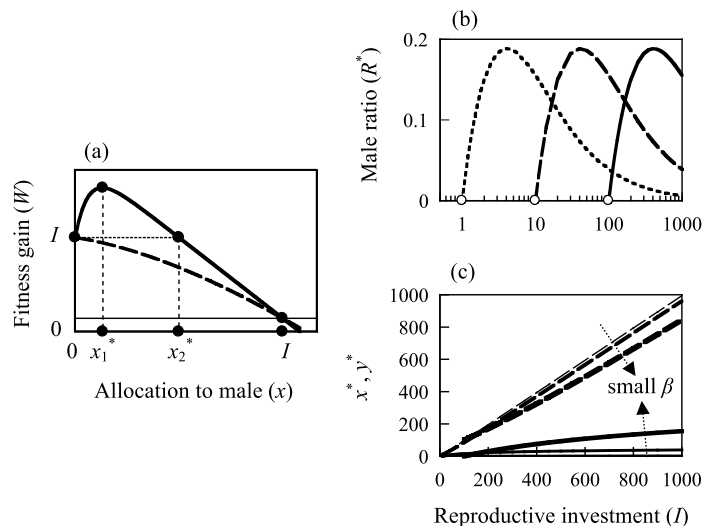 (a)
Fitness gain (W)
I
0
0 x₁* x₂* I
Allocation to male (x)
(b)
Male ratio (R*)
0.2
0.1
0
1 10 100 1000
(c)
x*, y*
1000
800
600
400
200
0
small β
0 200 400 600 800 1000
Reproductive investment (I)